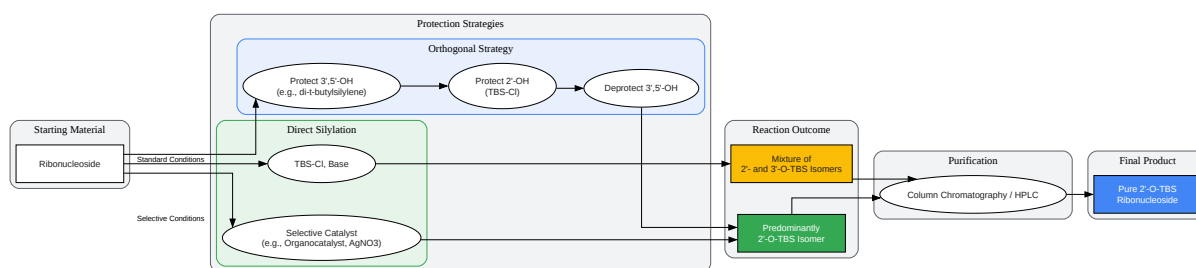 Protection Strategies
Orthogonal Strategy
Protect 3',5'-OH
(e.g., di-t-butylsilylene)
Protect 2'-OH
(TBS-Cl)
Deprotect 3',5'-OH
Starting Material
Ribonucleoside
Standard Conditions
Selective Conditions
Direct Silylation
TBS-Cl, Base
Selective Catalyst
(e.g., Organocatalyst, AgNO3)
Reaction Outcome
Mixture of
2'- and 3'-O-TBS Isomers
Predominantly
2'-O-TBS Isomer
Purification
Column Chromatography / HPLC
Final Product
Pure 2'-O-TBS
Ribonucleoside